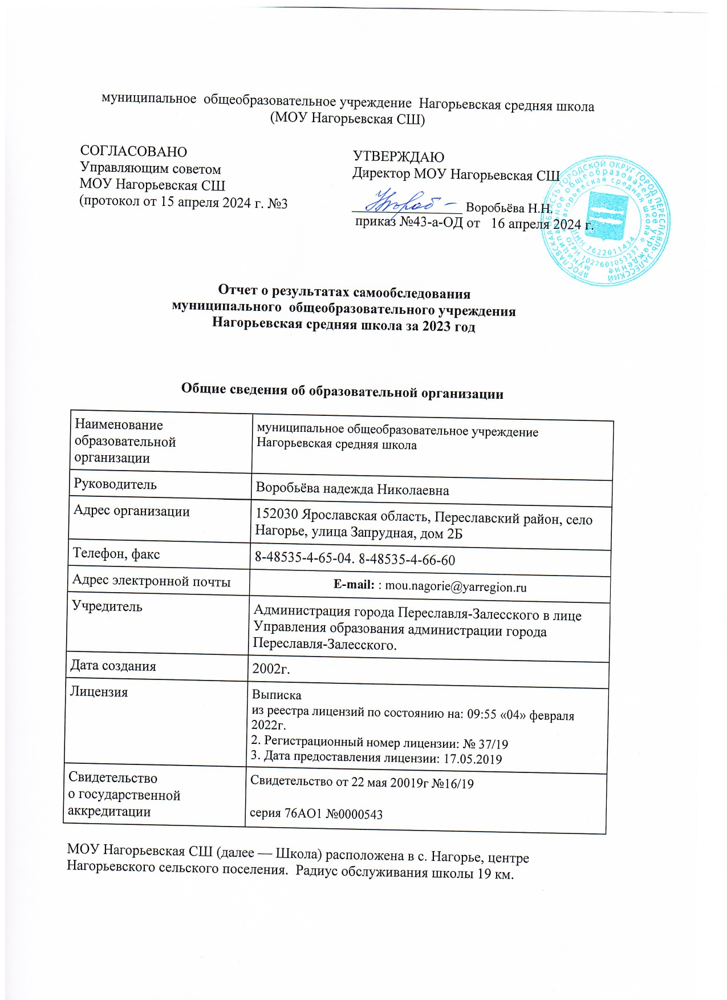 муниципальное общеобразовательное учреждение Нагорьевская средняя школа
(МОУ Нагорьевская СШ)
СОГЛАСОВАНО
Управляющим советом
МОУ Нагорьевская СШ
(протокол от 15 апреля 2024 г. №3
УТВЕРЖДАЮ
Директор МОУ Нагорьевская СШ
Воробьёва Н.Н.
приказ №43-а-ОД от 16 апреля 2024 г.
ЯРОСЛАВСКАЯ ОБЛАСТЬ ГОРОДСКОЙ ОКРУГ ГОРОД ПЕРЕСЛАВЛЬ-ЗАЛЕССКИЙ
муниципальное общеобразовательное учреждение
Нагорьевская средняя школа *
ОГРН 1027601053237
ИНН 7622011434
Отчет о результатах самообследования
муниципального общеобразовательного учреждения
Нагорьевская средняя школа за 2023 год
Общие сведения об образовательной организации
Наименование
образовательной
организации
муниципальное общеобразовательное учреждение
Нагорьевская средняя школа
Руководитель
Воробьёва надежда Николаевна
Адрес организации
152030 Ярославская область, Переславский район, село
Нагорье, улица Запрудная, дом 2Б
Телефон, факс
8-48535-4-65-04. 8-48535-4-66-60
Адрес электронной почты
E-mail: : mou.nagorie@yarregion.ru
Учредитель
Администрация города Переславля-Залесского в лице
Управления образования администрации города
Переславля-Залесского.
Дата создания
2002г.
Лицензия
Выписка
из реестра лицензий по состоянию на: 09:55 «04» февраля
2022г.
2. Регистрационный номер лицензии: № 37/19
3. Дата предоставления лицензии: 17.05.2019
Свидетельство
о государственной
аккредитации
Свидетельство от 22 мая 20019г №16/19
серия 76АО1 №0000543
МОУ Нагорьевская СШ (далее — Школа) расположена в с. Нагорье, центре
Нагорьевского сельского поселения. Радиус обслуживания школы 19 км.